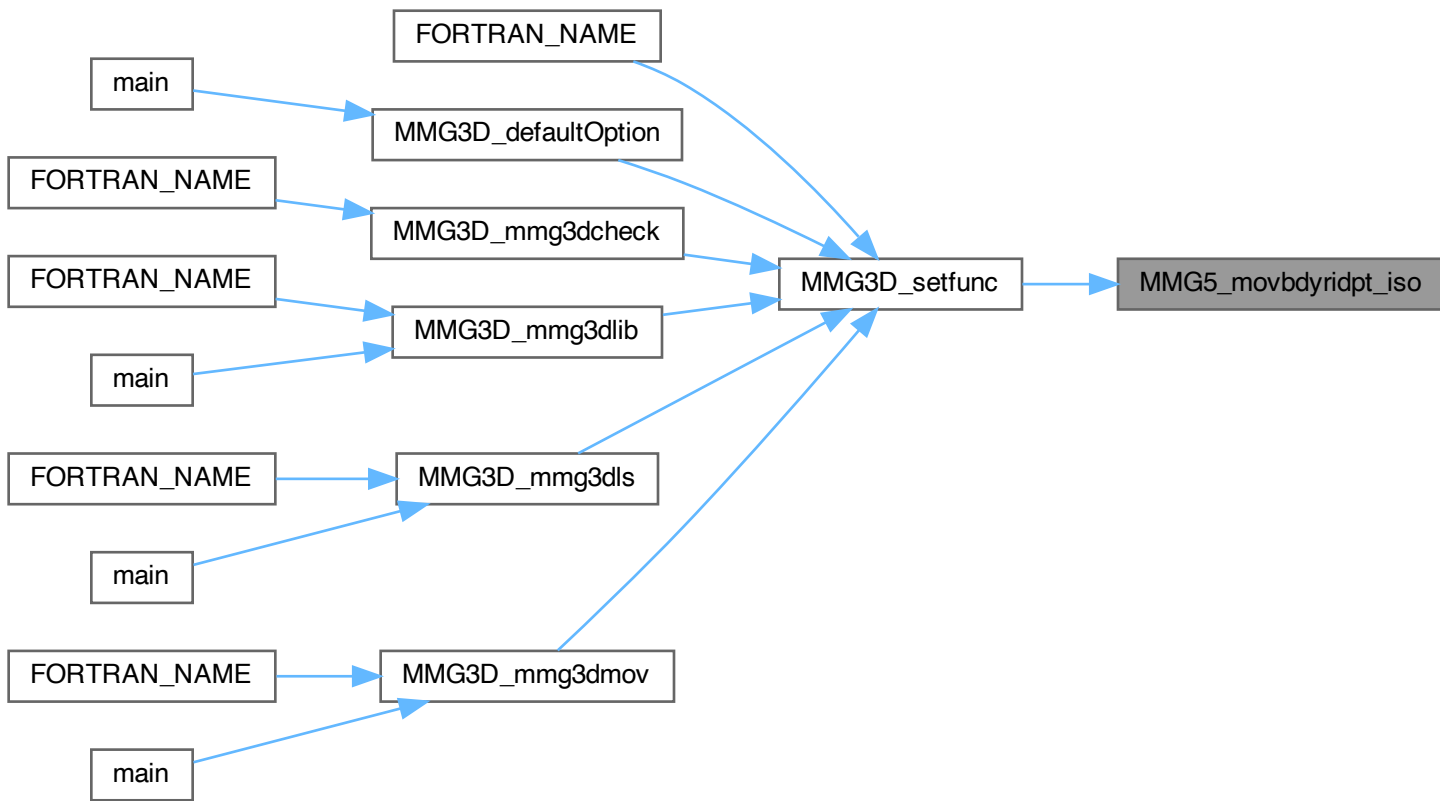 FORTRAN_NAME
main
MMG3D_defaultOption
FORTRAN_NAME
MMG3D_mmg3dcheck
FORTRAN_NAME
MMG3D_setfunc
MMG5_movbdyridpt_iso
MMG3D_mmg3dlib
main
FORTRAN_NAME
MMG3D_mmg3dls
main
FORTRAN_NAME
MMG3D_mmg3dmov
main